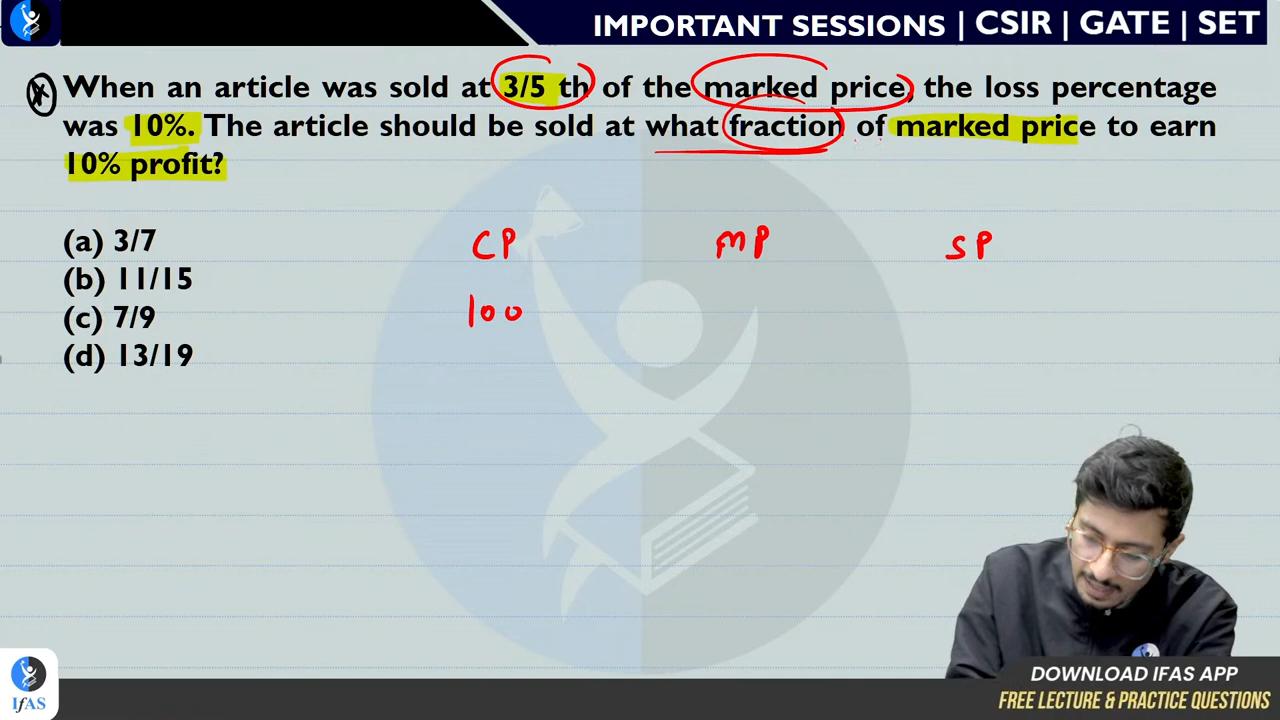 IMPORTANT SESSIONS | CSIR | GATE | SET
When an article was sold at 3/5 th of the marked price, the loss percentage
was 10%. The article should be sold at what fraction of marked price to earn
10% profit?
(a) 3/7
(b) 11/15
(c) 7/9
(d) 13/19
CP MP SP
100
IfAS
DOWNLOAD IFAS APP
FREE LECTURE & PRACTICE QUESTIONS